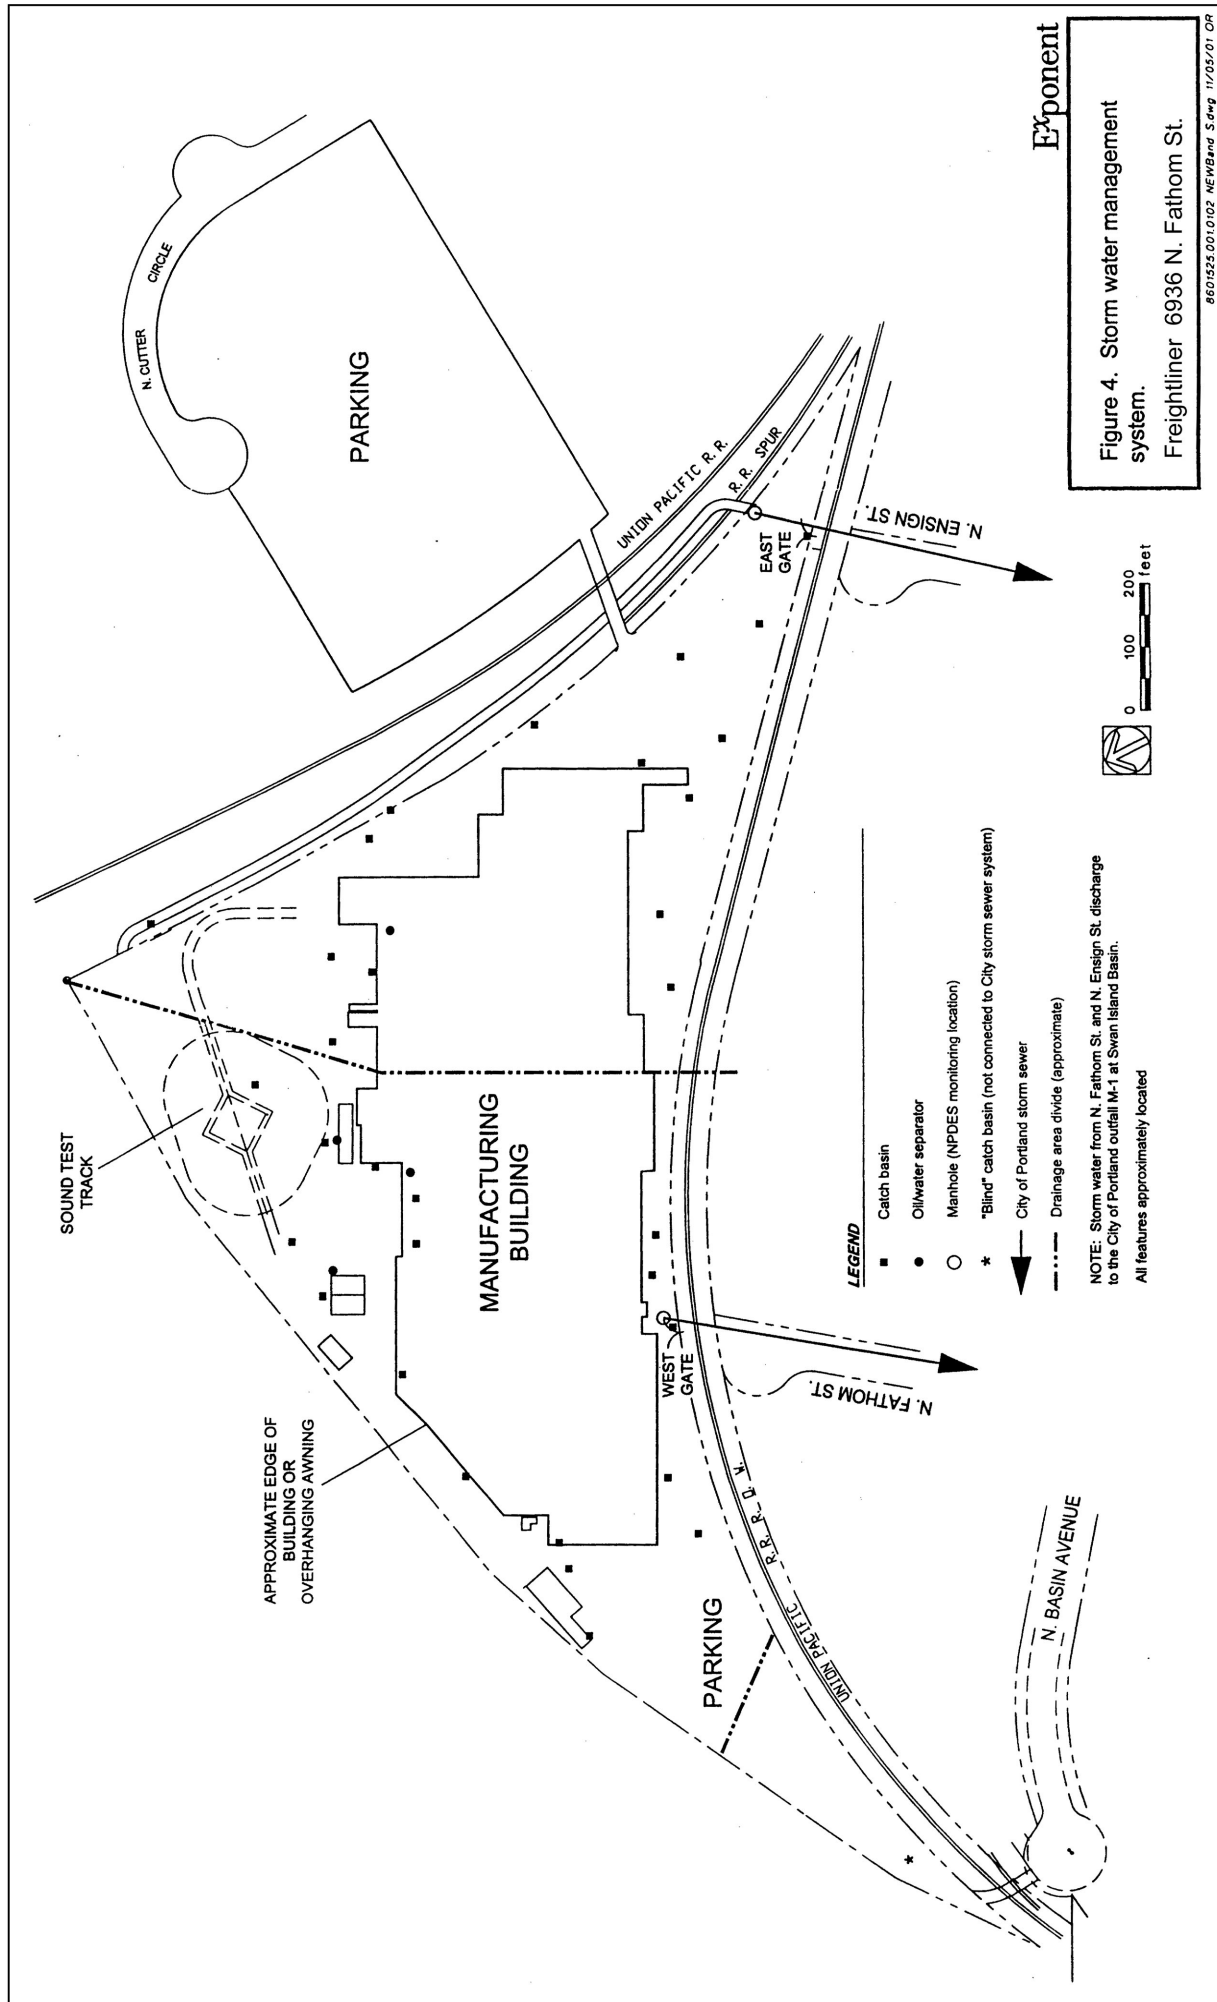 N. CUTTER
CIRCLE
PARKING
UNION PACIFIC R.R.
R.R. SPUR
SOUND TEST
TRACK
EAST
GATE
N. ENSIGN ST.
MANUFACTURING
BUILDING
APPROXIMATE EDGE OF
BUILDING OR
OVERHANGING AWNING
WEST
GATE
N. FATHOM ST.
PARKING
UNION PACIFIC R.R. R.O.W.
N. BASIN AVENUE
LEGEND
Catch basin
Oil/water separator
Manhole (NPDES monitoring location)
"Blind" catch basin (not connected to City storm sewer system)
City of Portland storm sewer
Drainage area divide (approximate)
NOTE: Storm water from N. Fathom St. and N. Ensign St. discharge
to the City of Portland outfall M-1 at Swan Island Basin.
All features approximately located
0 100 200
feet
Exponent
Figure 4. Storm water management
system.
Freightliner 6936 N. Fathom St.
8601525.001.0102 NEWBand S.dwg 11/05/01 OR